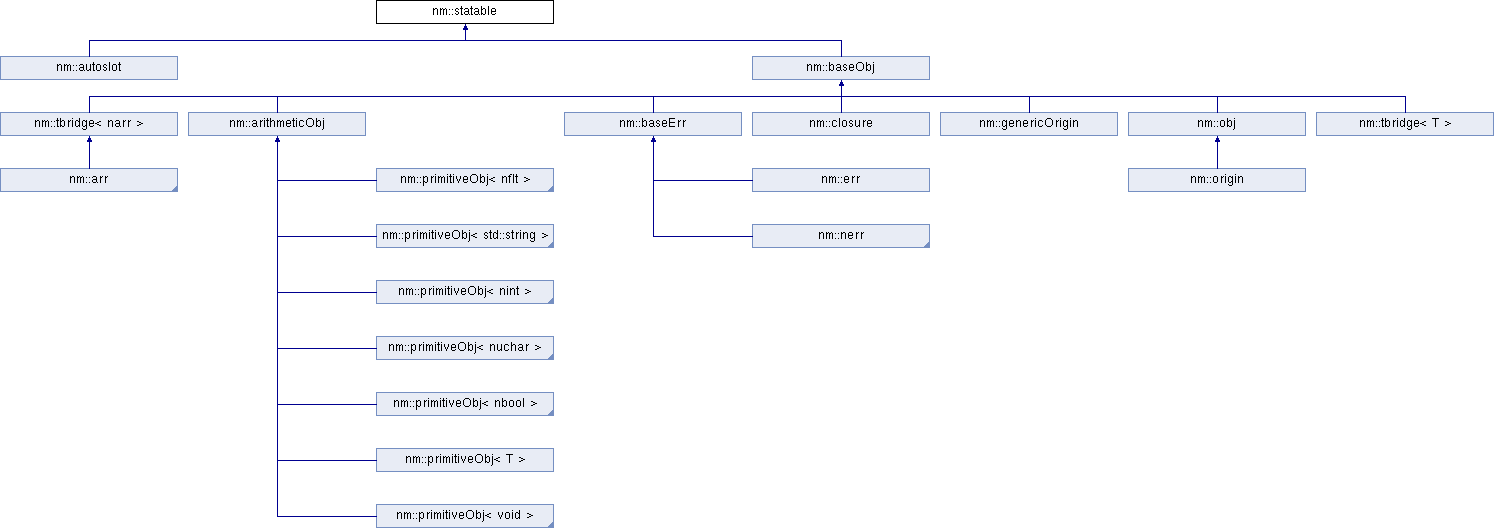 nm::statable
nm::autoslot
nm::baseObj
nm::tbridge< narr >
nm::arithmeticObj
nm::baseErr
nm::closure
nm::genericOrigin
nm::obj
nm::tbridge< T >
nm::arr
nm::primitiveObj< nflt >
nm::err
nm::origin
nm::primitiveObj< std::string >
nm::nerr
nm::primitiveObj< nint >
nm::primitiveObj< nuchar >
nm::primitiveObj< nbool >
nm::primitiveObj< T >
nm::primitiveObj< void >